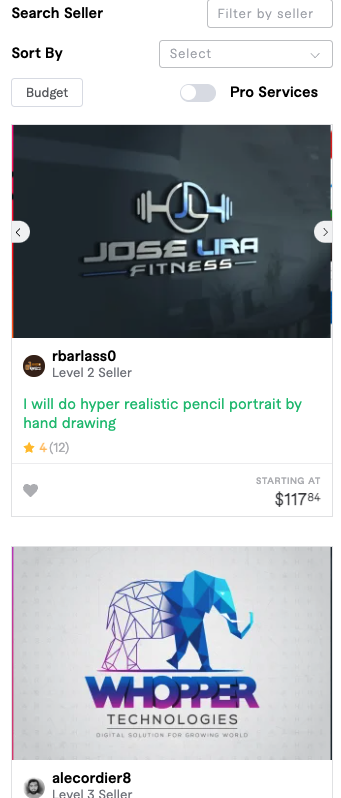 Search Seller
Filter by seller
Sort By
Select
Budget
Pro Services
JL
JOSE LIRA
FITNESS
rbarlass0
Level 2 Seller
I will do hyper realistic pencil portrait by
hand drawing
4 (12)
STARTING AT
$117⁸⁴
WHOPPER
TECHNOLOGIES
DIGITAL SOLUTION FOR GROWING WORLD
alecordier8
Level 3 Seller